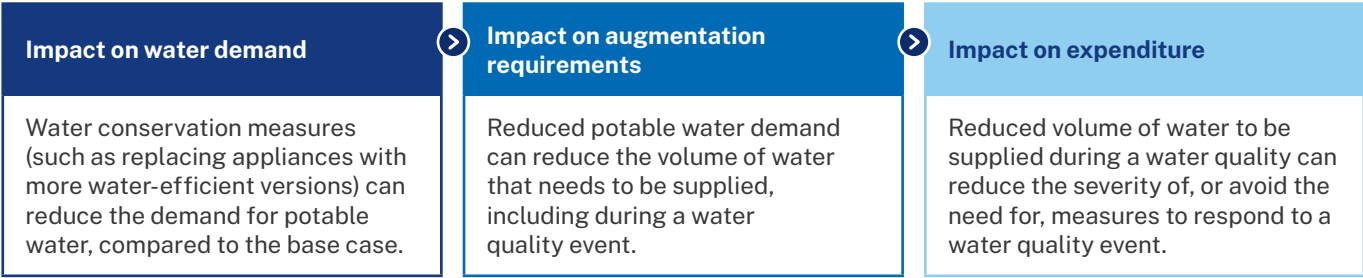 Impact on water demand
Water conservation measures
(such as replacing appliances with
more water-efficient versions) can
reduce the demand for potable
water, compared to the base case.
Impact on augmentation
requirements
Reduced potable water demand
can reduce the volume of water
that needs to be supplied,
including during a water
quality event.
Impact on expenditure
Reduced volume of water to be
supplied during a water quality can
reduce the severity of, or avoid the
need for, measures to respond to a
water quality event.